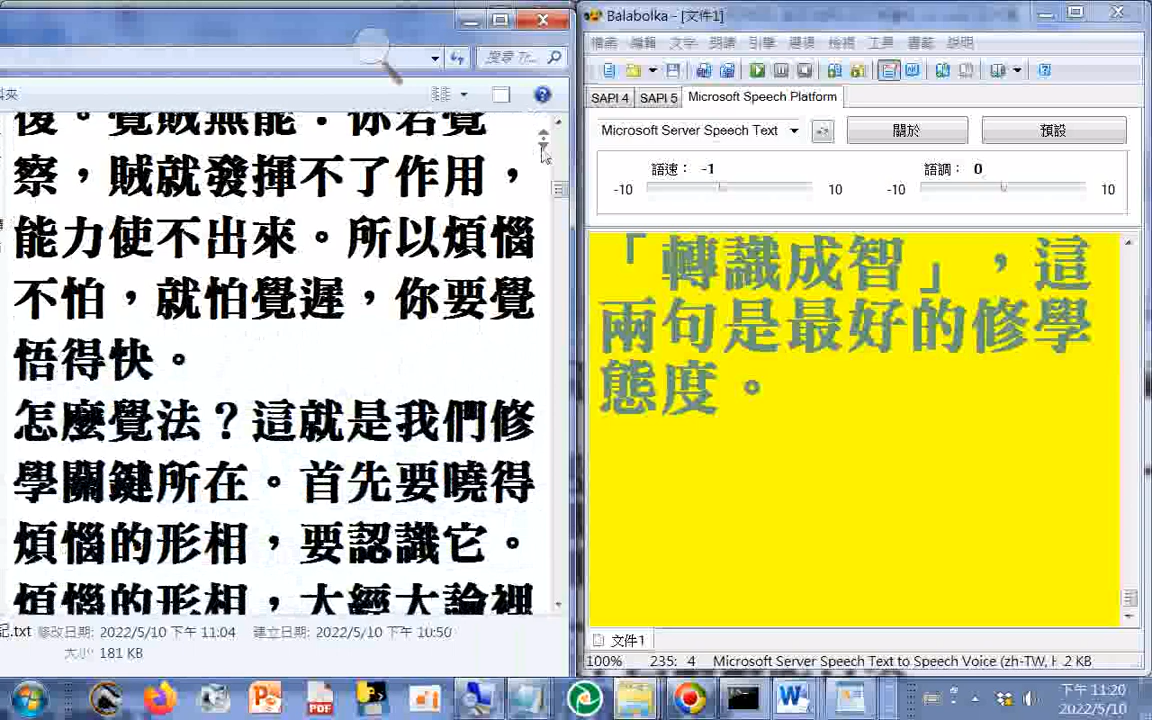 後。覺賊無能．你若覺
察，賊就發揮不了作用，
能力使不出來。所以煩惱
不怕，就怕覺遲，你要覺
悟得快。
怎麼覺法？這就是我們修
學關鍵所在。首先要曉得
煩惱的形相，要認識它。
煩惱的形相，大經大論裡
記.txt 修改日期: 2022/5/10 下午 11:04 建立日期: 2022/5/10 下午 10:50
大小: 181 KB
Balabolka - [文件1]
檔案 編輯 文字 朗讀 引擎 選項 檢視 工具 書籤 說明
SAPI 4 SAPI 5 Microsoft Speech Platform
Microsoft Server Speech Text 關於 預設
語速： -1 語調： 0
-10 10 -10 10
「轉識成智」，這
兩句是最好的修學
態度。
文件1
100% 235: 4 Microsoft Server Speech Text to Speech Voice (zh-TW, H 2 KB
下午 11:20
2022/5/10